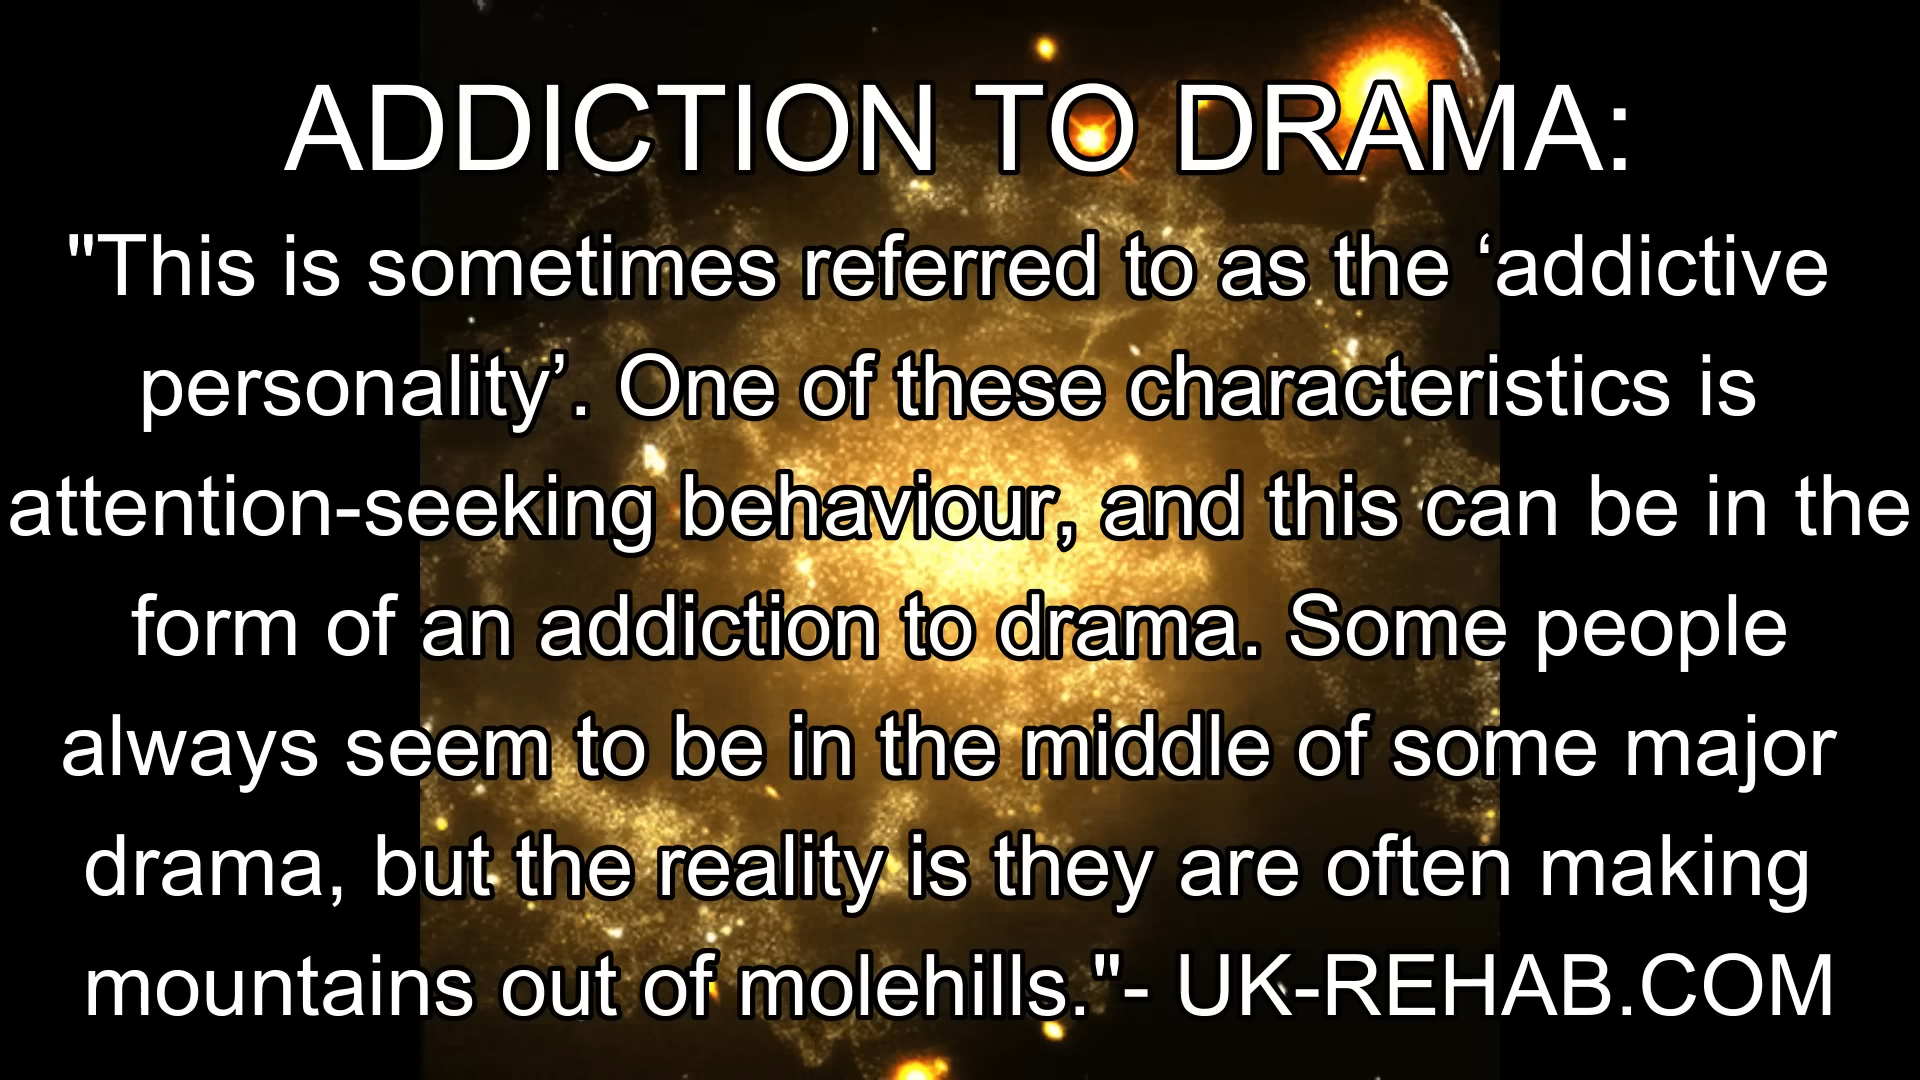 ADDICTION TO DRAMA:
"This is sometimes referred to as the ‘addictive
personality’. One of these characteristics is
attention-seeking behaviour, and this can be in the
form of an addiction to drama. Some people
always seem to be in the middle of some major
drama, but the reality is they are often making
mountains out of molehills."- UK-REHAB.COM